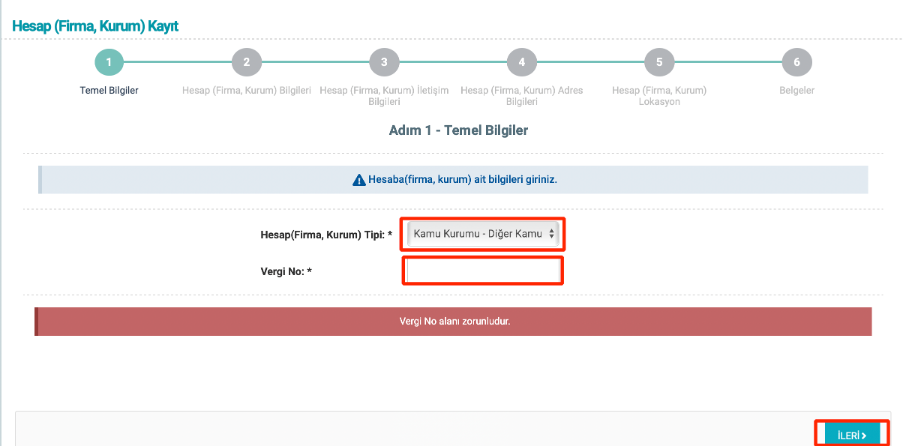 Hesap (Firma, Kurum) Kayıt
1 2 3 4 5 6
Temel Bilgiler
Hesap (Firma, Kurum) Bilgileri
Hesap (Firma, Kurum) İletişim
Bilgileri
Hesap (Firma, Kurum) Adres
Bilgileri
Hesap (Firma, Kurum)
Lokasyon
Belgeler
Adım 1 - Temel Bilgiler
Hesaba(firma, kurum) ait bilgileri giriniz.
Hesap(Firma, Kurum) Tipi: * Kamu Kurumu - Diğer Kamu
Vergi No: *
Vergi No alanı zorunludur.
İLERİ